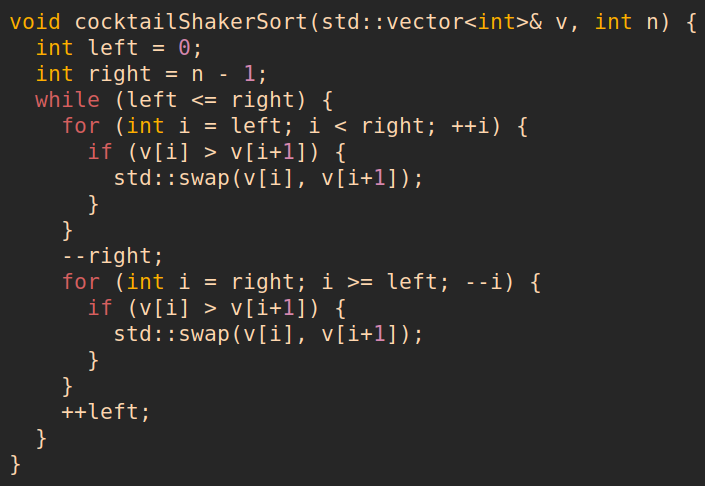 void cocktailShakerSort(std::vector<int>& v, int n) {
  int left = 0;
  int right = n - 1;
  while (left <= right) {
    for (int i = left; i < right; ++i) {
      if (v[i] > v[i+1]) {
        std::swap(v[i], v[i+1]);
      }
    }
    --right;
    for (int i = right; i >= left; --i) {
      if (v[i] > v[i+1]) {
        std::swap(v[i], v[i+1]);
      }
    }
    ++left;
  }
}